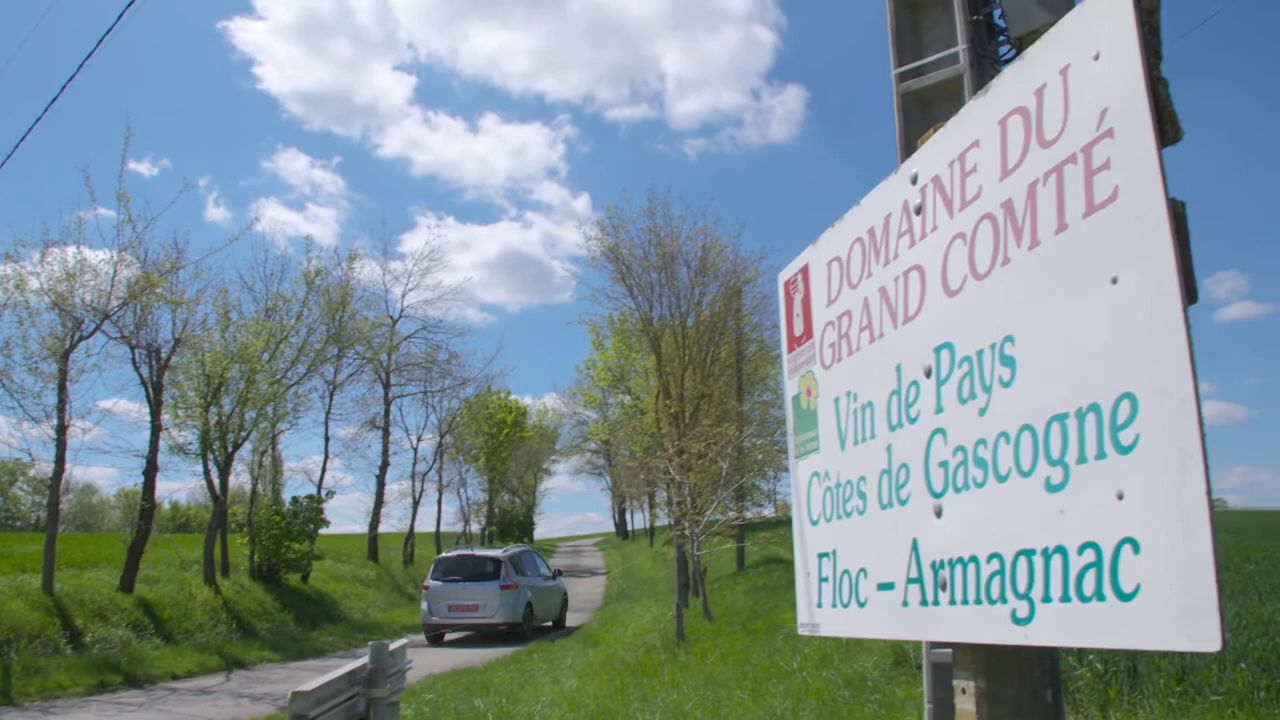 DOMAINE DU
GRAND COMTÉ
Vin de Pays
Côtes de Gascogne
Floc – Armagnac